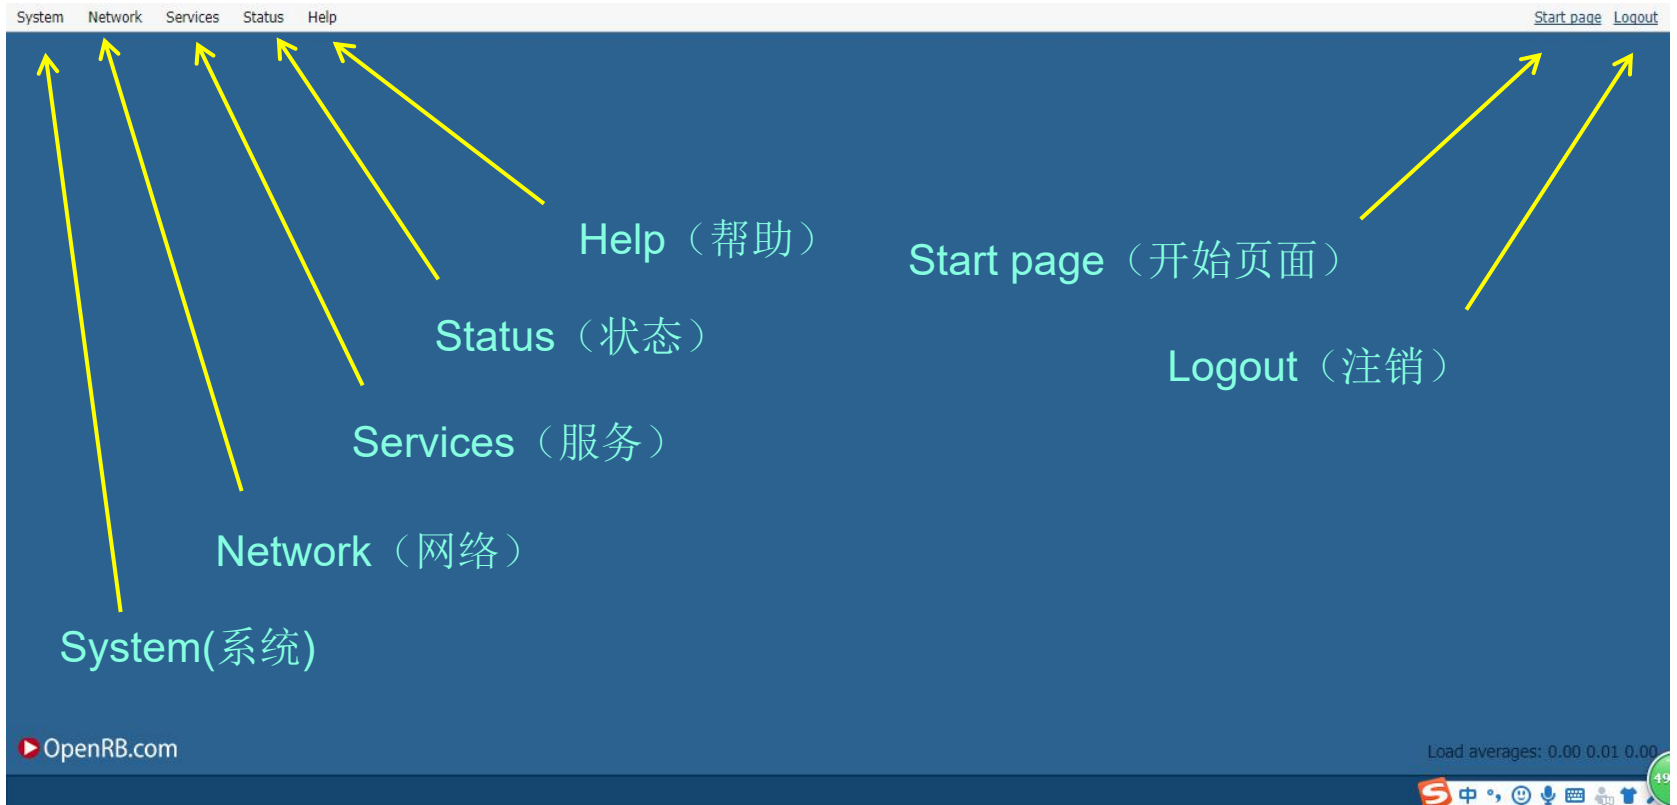 System Network Services Status Help Start page Logout
Help（帮助）
Start page（开始页面）
Status（状态）
Logout（注销）
Services（服务）
Network（网络）
System(系统)
OpenRB.com
Load averages: 0.00 0.01 0.00
49
中